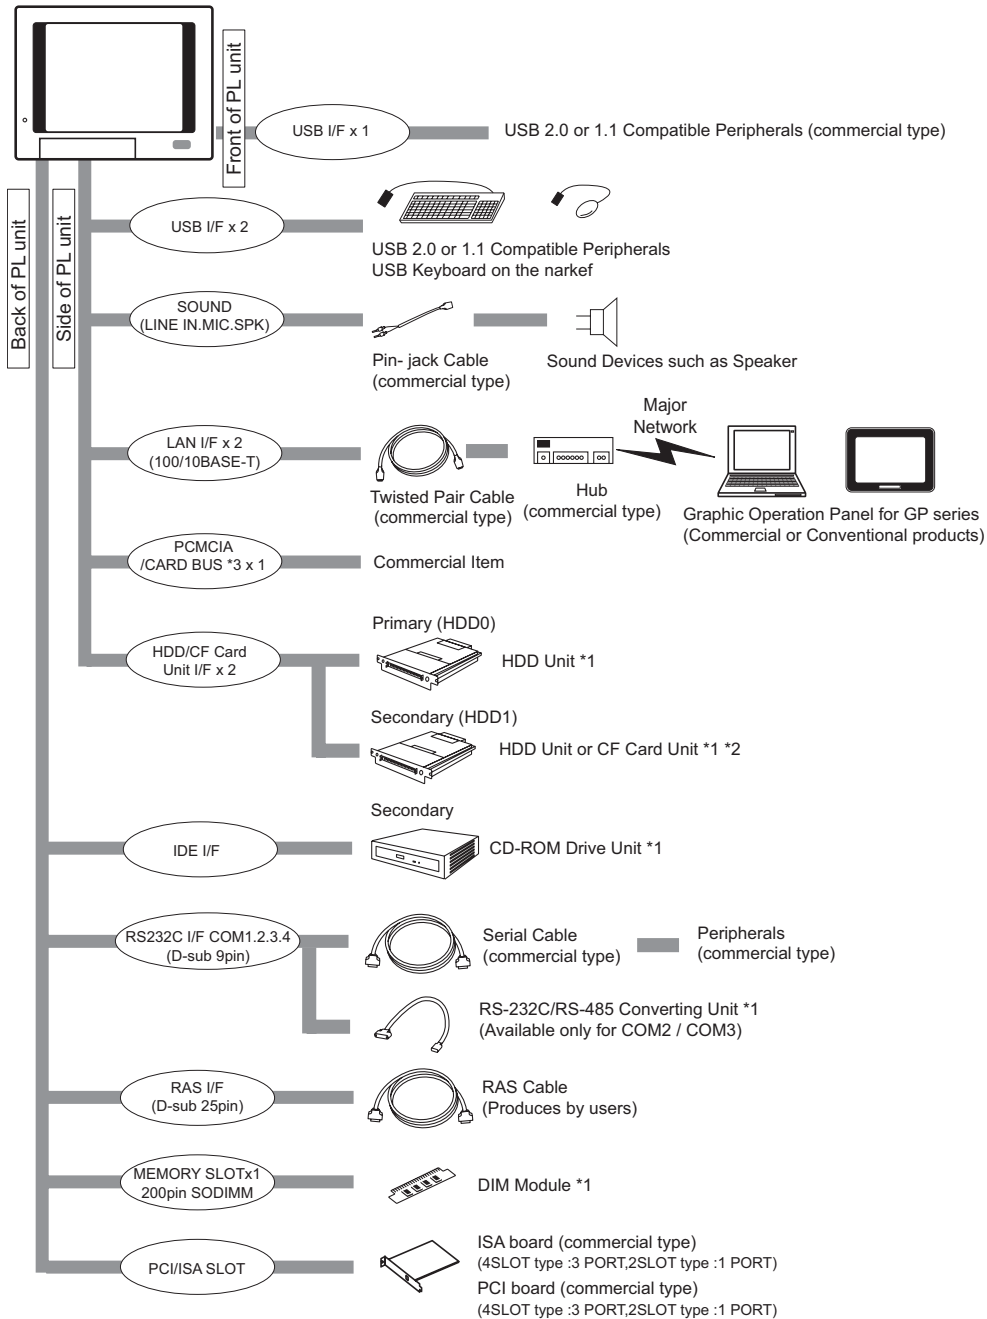 Front of PL unit
USB I/F x 1
USB 2.0 or 1.1 Compatible Peripherals (commercial type)
Back of PL unit
Side of PL unit
USB I/F x 2
USB 2.0 or 1.1 Compatible Peripherals
USB Keyboard on the narkef
SOUND
(LINE IN.MIC.SPK)
Pin- jack Cable
(commercial type)
Sound Devices such as Speaker
LAN I/F x 2
(100/10BASE-T)
Twisted Pair Cable
(commercial type)
Hub
(commercial type)
Major
Network
Graphic Operation Panel for GP series
(Commercial or Conventional products)
PCMCIA
/CARD BUS *3 x 1
Commercial Item
HDD/CF Card
Unit I/F x 2
Primary (HDD0)
HDD Unit *1
Secondary (HDD1)
HDD Unit or CF Card Unit *1 *2
IDE I/F
Secondary
CD-ROM Drive Unit *1
RS232C I/F COM1.2.3.4
(D-sub 9pin)
Serial Cable
(commercial type)
Peripherals
(commercial type)
RS-232C/RS-485 Converting Unit *1
(Available only for COM2 / COM3)
RAS I/F
(D-sub 25pin)
RAS Cable
(Produces by users)
MEMORY SLOTx1
200pin SODIMM
DIM Module *1
PCI/ISA SLOT
ISA board (commercial type)
(4SLOT type :3 PORT,2SLOT type :1 PORT)
PCI board (commercial type)
(4SLOT type :3 PORT,2SLOT type :1 PORT)